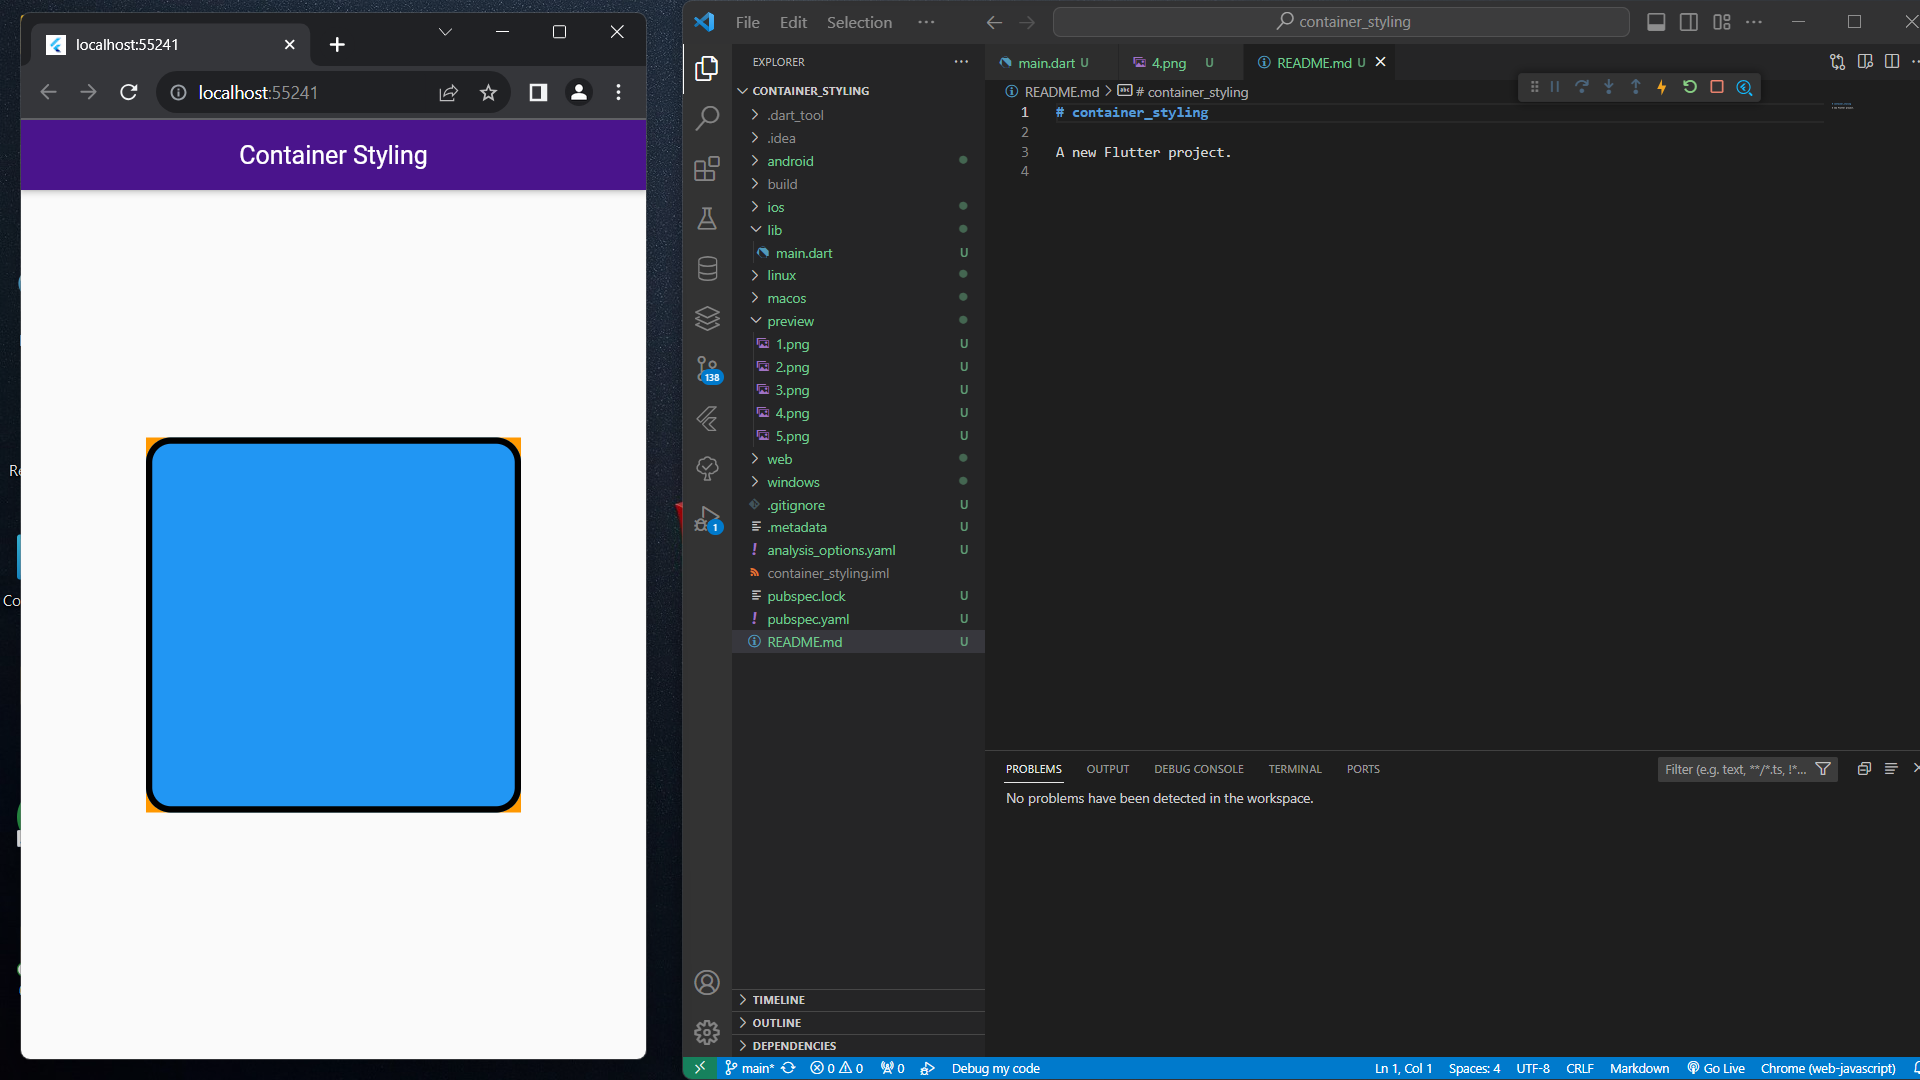 localhost:55241
localhost:55241
Container Styling
Re
Co
File Edit Selection
container_styling
EXPLORER
CONTAINER_STYLING
.dart_tool
.idea
android
build
ios
lib
main.dart U
linux
macos
preview
1.png U
2.png U
3.png U
4.png U
5.png U
web
windows
.gitignore U
.metadata U
analysis_options.yaml U
container_styling.iml
pubspec.lock U
pubspec.yaml U
README.md U
138
1
TIMELINE
OUTLINE
DEPENDENCIES
main.dart U 4.png U README.md U
README.md > # container_styling
1 # container_styling
2
3 A new Flutter project.
4
PROBLEMS OUTPUT DEBUG CONSOLE TERMINAL PORTS
Filter (e.g. text, **/*.ts, !*...
No problems have been detected in the workspace.
main* 0 0 0 Debug my code Ln 1, Col 1 Spaces: 4 UTF-8 CRLF Markdown Go Live Chrome (web-javascript)